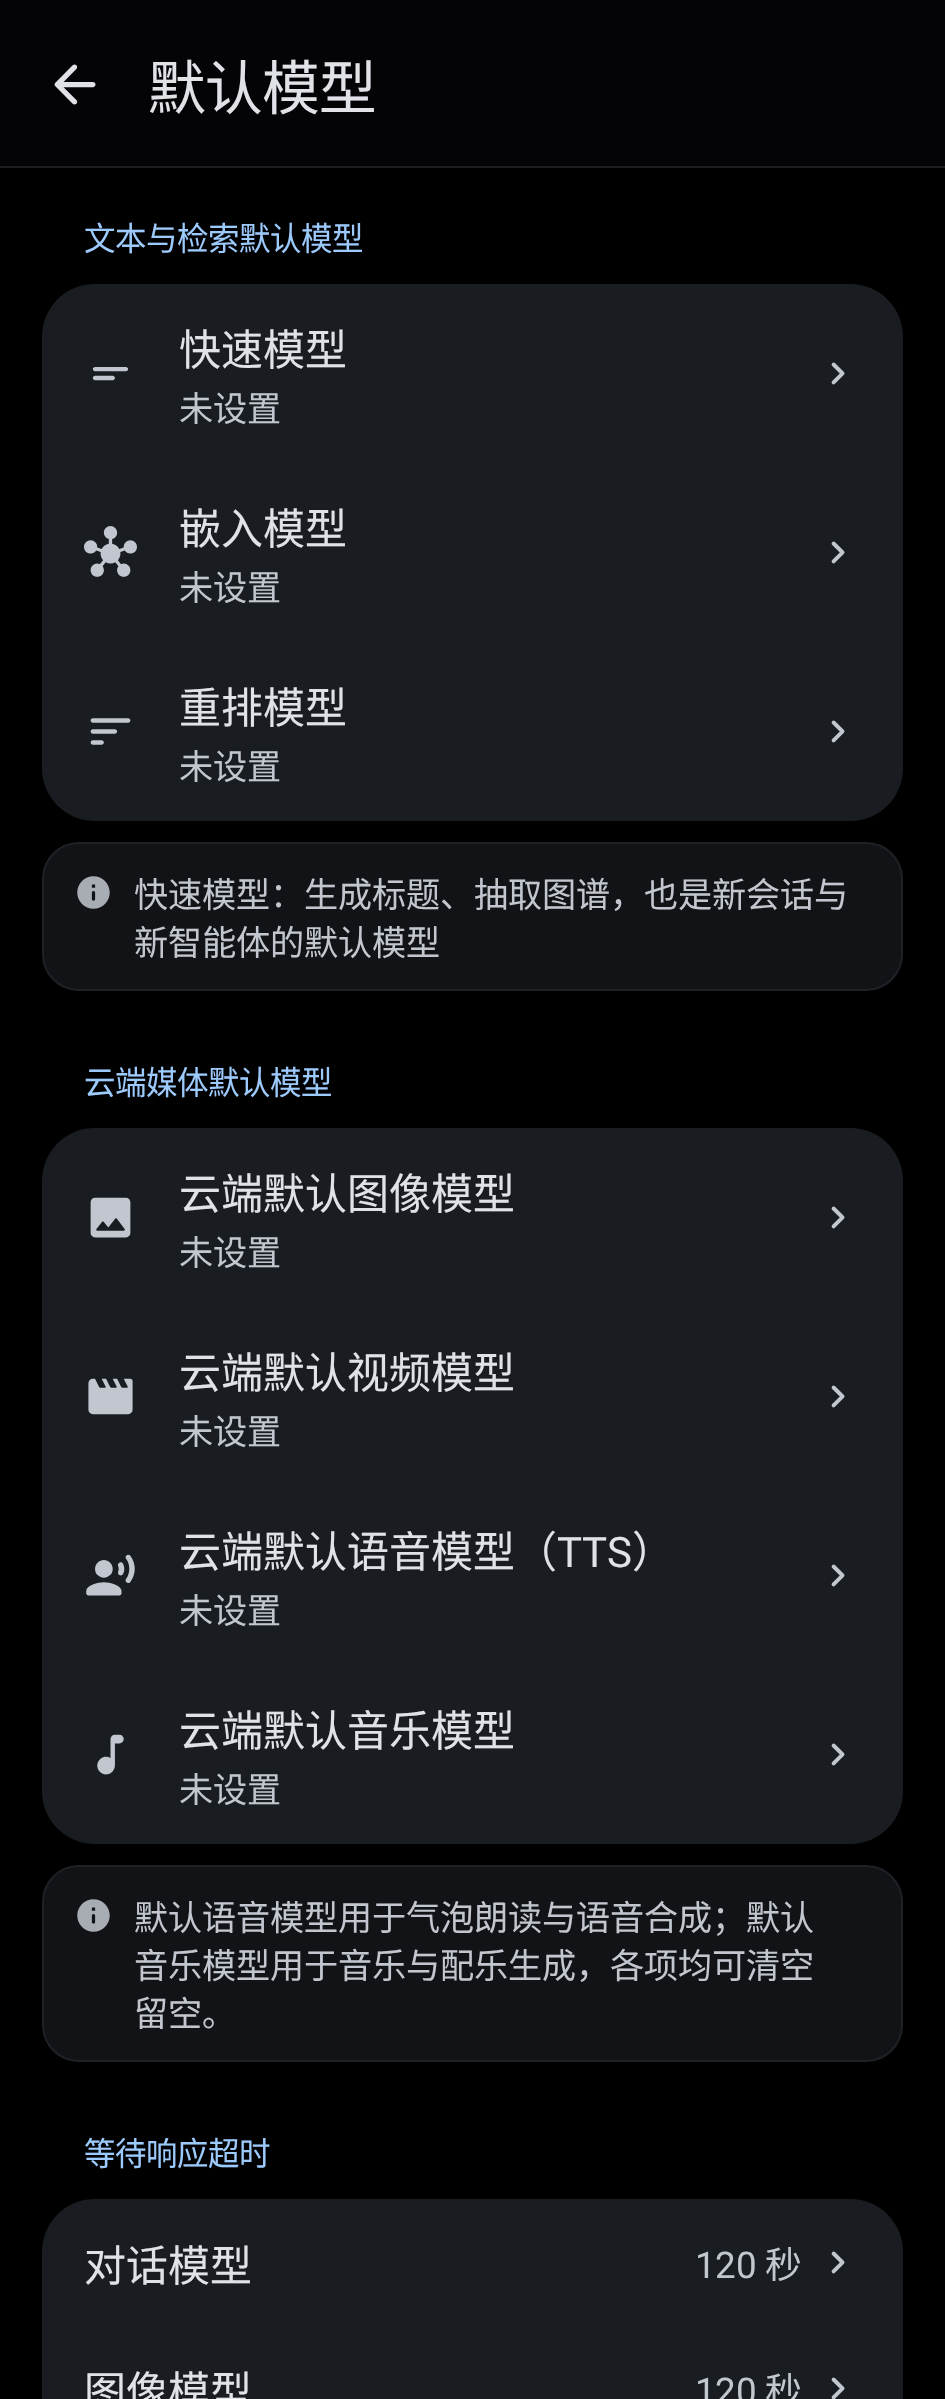 默认模型
文本与检索默认模型
快速模型
未设置
嵌入模型
未设置
重排模型
未设置
快速模型：生成标题、抽取图谱，也是新会话与
新智能体的默认模型
云端媒体默认模型
云端默认图像模型
未设置
云端默认视频模型
未设置
云端默认语音模型（TTS）
未设置
云端默认音乐模型
未设置
默认语音模型用于气泡朗读与语音合成；默认
音乐模型用于音乐与配乐生成，各项均可清空
留空。
等待响应超时
对话模型
120 秒
图像模型
120 秒